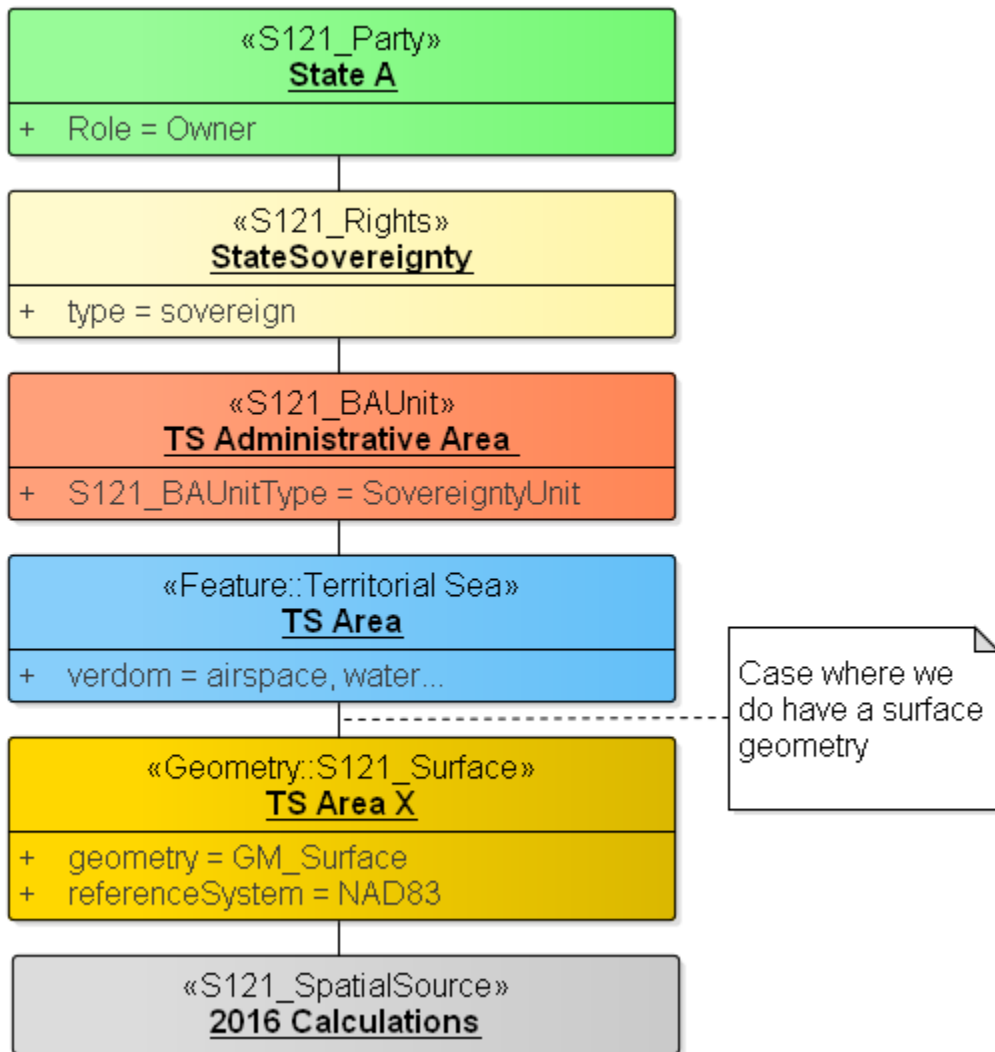 «S121_Party»
State A
+ Role = Owner
«S121_Rights»
StateSovereignty
+ type = sovereign
«S121_BAUnit»
TS Administrative Area
+ S121_BAUnitType = SovereigntyUnit
«Feature::Territorial Sea»
TS Area
+ verdom = airspace, water...
Case where we
do have a surface
geometry
«Geometry::S121_Surface»
TS Area X
+ geometry = GM_Surface
+ referenceSystem = NAD83
«S121_SpatialSource»
2016 Calculations